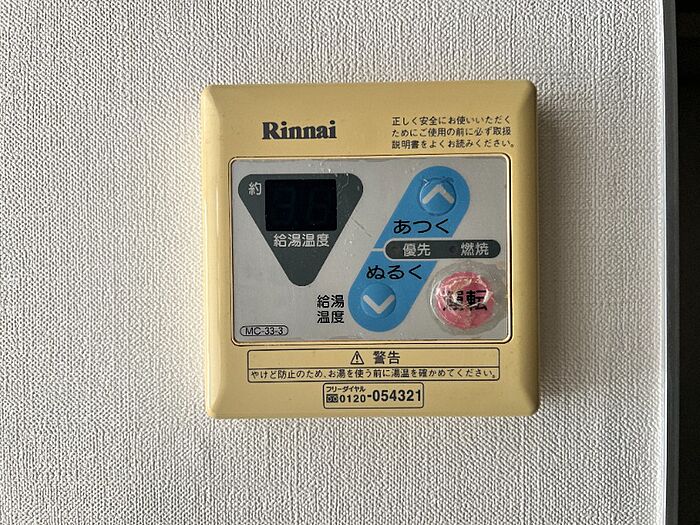 Rinnai
正しく安全にお使いいただく
ためにご使用の前に必ず取扱
説明書をよくお読みください。
約
給湯温度
あつく
優先 燃焼
ぬるく
給湯
温度
運転
MC-33-3
⚠ 警告
やけど防止のため、お湯を使う前に湯温を確かめてください。
フリーダイヤル
0120-054321